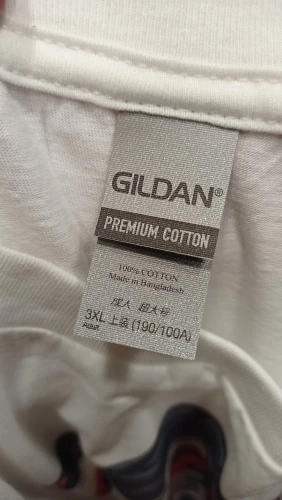 GILDAN®
PREMIUM COTTON
100% COTTON
Made in Bangladesh
成人 超大号
3XL 上装 (190/100A)
ADULT